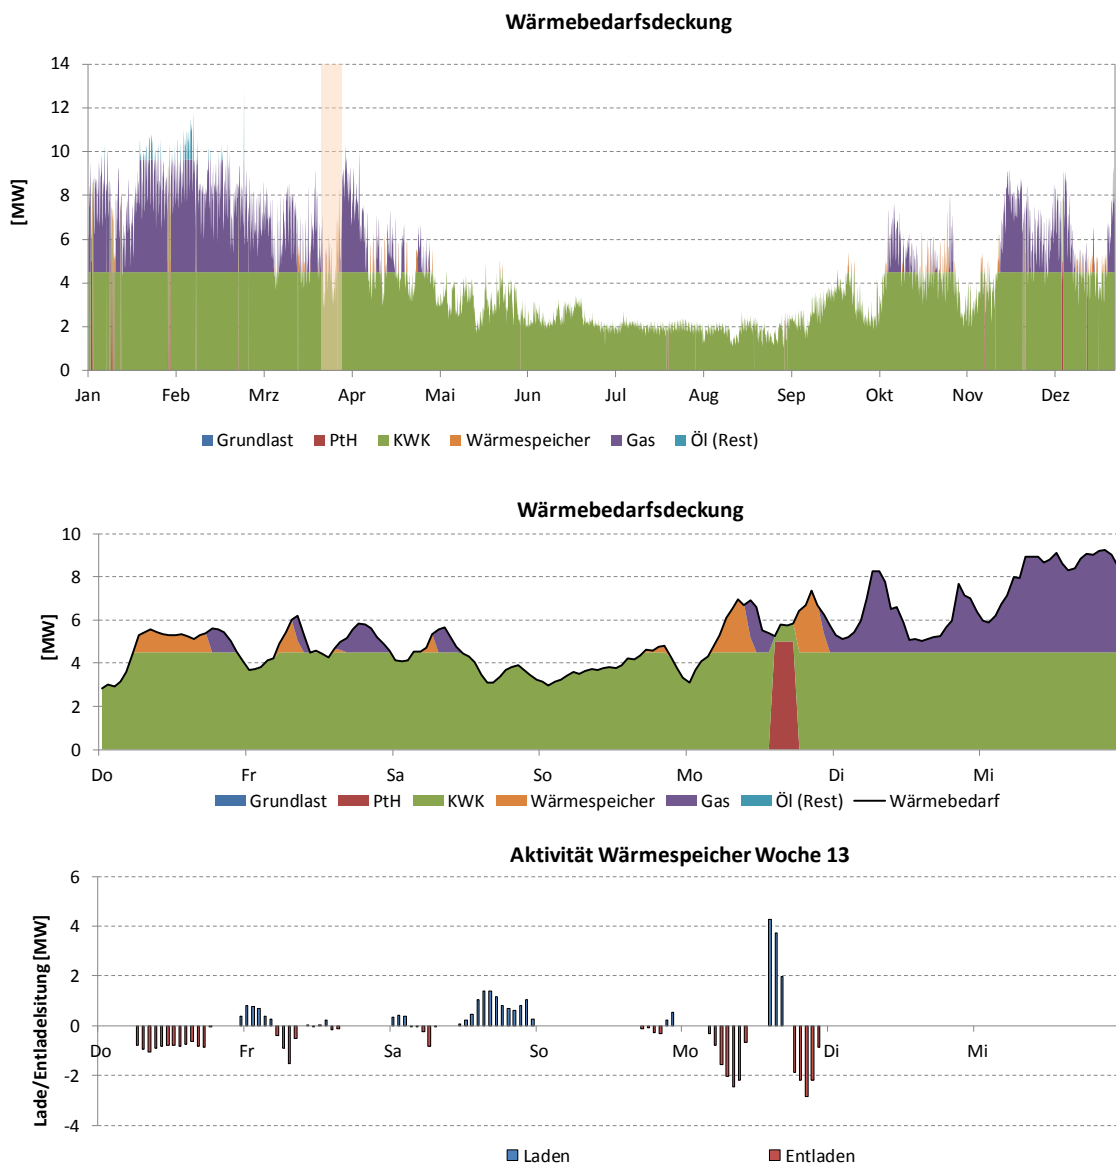 Wärmebedarfsdeckung
[MW]
14
12
10
8
6
4
2
0
Jan Feb Mrz Apr Mai Jun Jul Aug Sep Okt Nov Dez
Grundlast PtH KWK Wärmespeicher Gas Öl (Rest)
Wärmebedarfsdeckung
[MW]
10
8
6
4
2
0
Do Fr Sa So Mo Di Mi
Grundlast PtH KWK Wärmespeicher Gas Öl (Rest) Wärmebedarf
Aktivität Wärmespeicher Woche 13
Lade/Entladelsitung [MW]
6
4
2
0
-2
-4
Do Fr Sa So Mo Di Mi
Laden Entladen